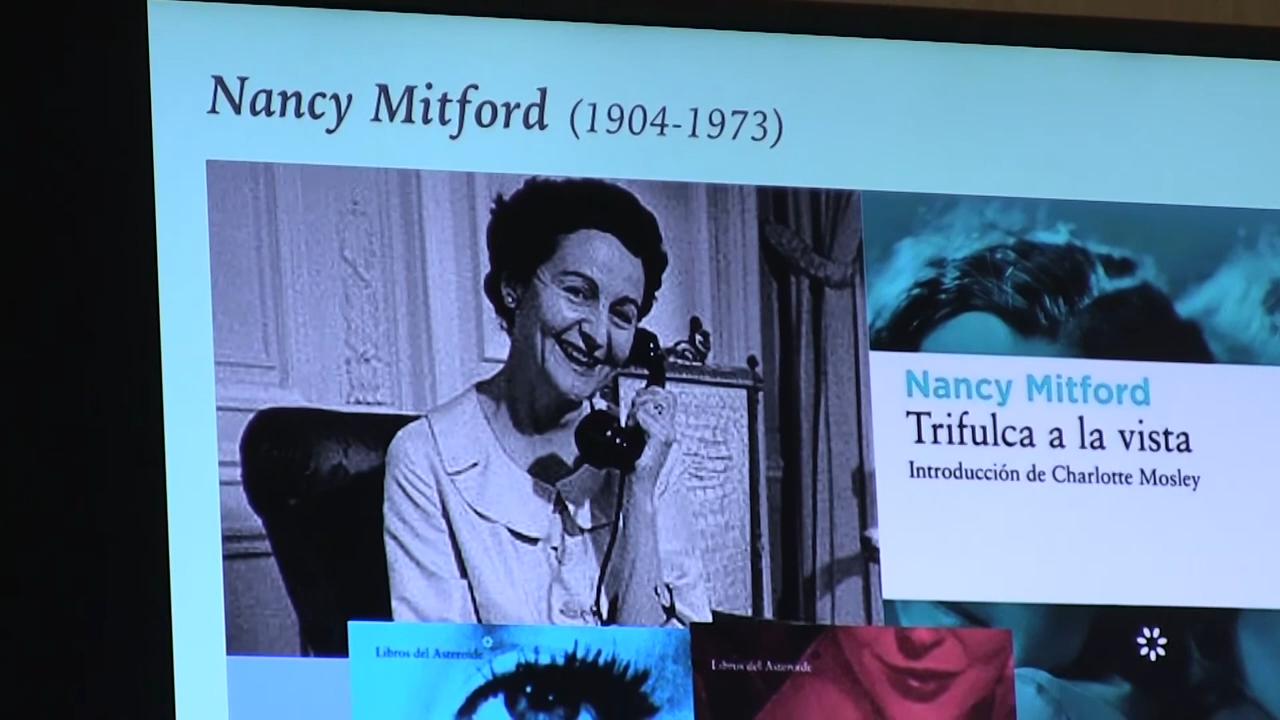 Nancy Mitford (1904-1973)
Nancy Mitford
Trifulca a la vista
Introducción de Charlotte Mosley
Libros del Asteroide
Libros del Asteroide